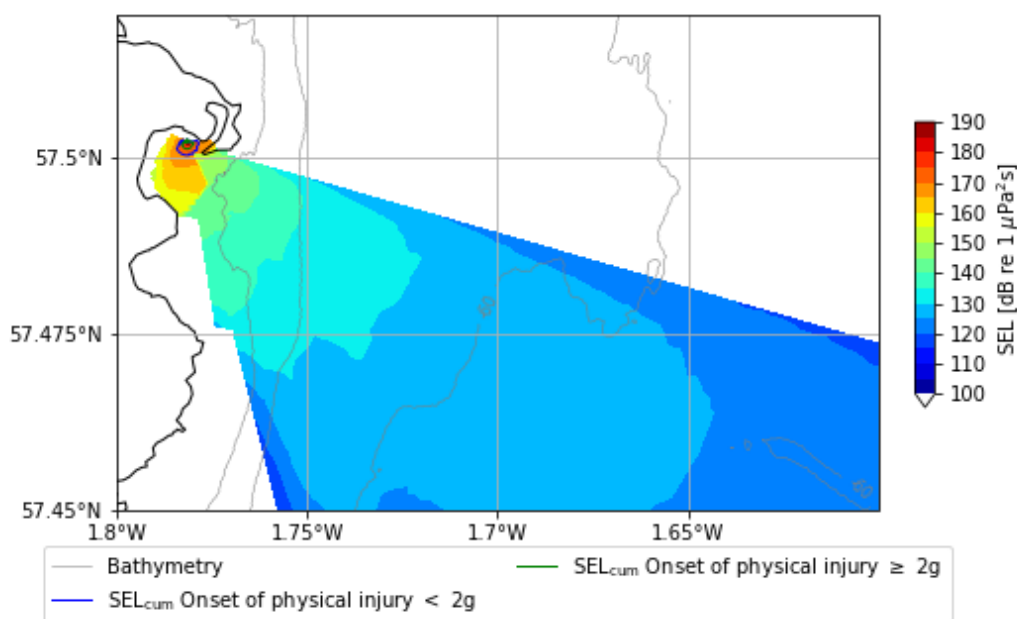 57.5°N
57.475°N
57.45°N
1.8°W 1.75°W 1.7°W 1.65°W
40
40
190
180
170
160
150
140
130
120
110
100
SEL [dB re 1 µPa²s]
Bathymetry
SELcum Onset of physical injury < 2g
SELcum Onset of physical injury ≥ 2g